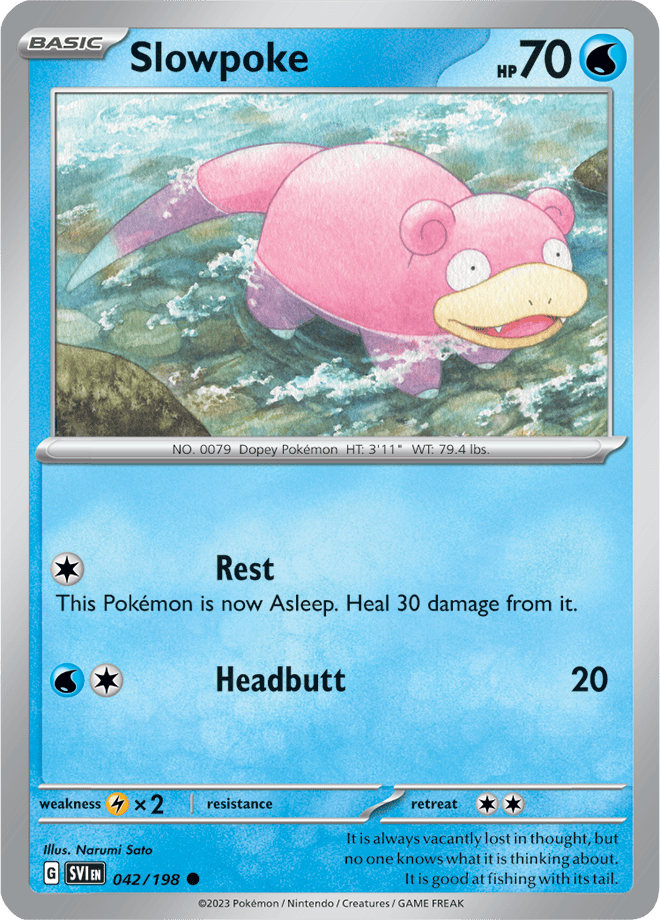 BASIC
Slowpoke
HP 70
NO. 0079 Dopey Pokémon HT: 3'11" WT: 79.4 lbs.
Rest
This Pokémon is now Asleep. Heal 30 damage from it.
Headbutt 20
weakness ×2 resistance retreat
Illus. Narumi Sato
It is always vacantly lost in thought, but
no one knows what it is thinking about.
It is good at fishing with its tail.
G SVI EN 042/198
©2023 Pokémon / Nintendo / Creatures / GAME FREAK